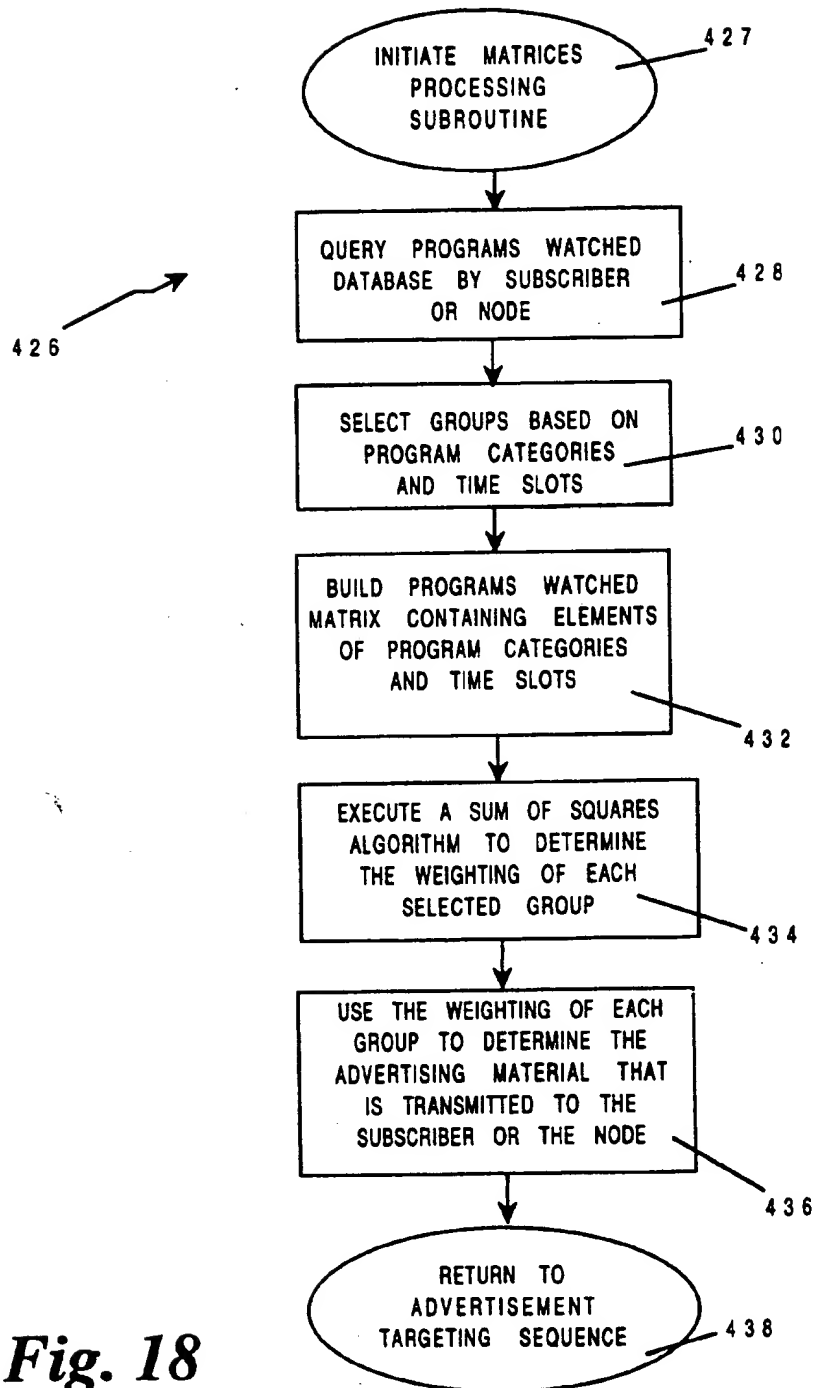 INITIATE MATRICES
PROCESSING
SUBROUTINE
427
QUERY PROGRAMS WATCHED
DATABASE BY SUBSCRIBER
OR NODE
428
426
SELECT GROUPS BASED ON
PROGRAM CATEGORIES
AND TIME SLOTS
430
BUILD PROGRAMS WATCHED
MATRIX CONTAINING ELEMENTS
OF PROGRAM CATEGORIES
AND TIME SLOTS
432
EXECUTE A SUM OF SQUARES
ALGORITHM TO DETERMINE
THE WEIGHTING OF EACH
SELECTED GROUP
434
USE THE WEIGHTING OF EACH
GROUP TO DETERMINE THE
ADVERTISING MATERIAL THAT
IS TRANSMITTED TO THE
SUBSCRIBER OR THE NODE
436
RETURN TO
ADVERTISEMENT
TARGETING SEQUENCE
438
Fig. 18